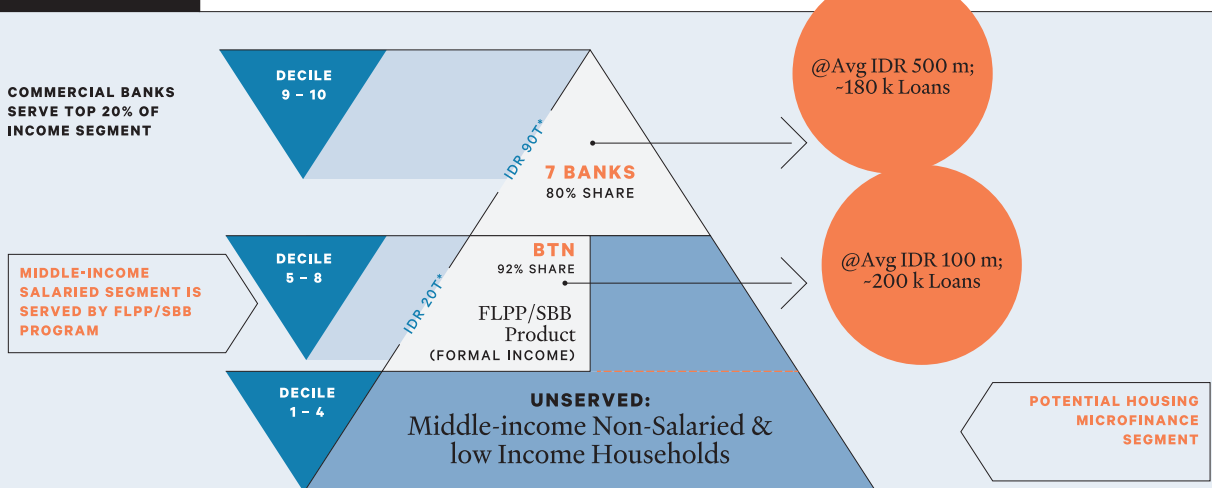 COMMERCIAL BANKS
SERVE TOP 20% OF
INCOME SEGMENT
DECILE
9 – 10
IDR 90T*
7 BANKS
80% SHARE
@Avg IDR 500 m;
~180 k Loans
MIDDLE-INCOME
SALARIED SEGMENT IS
SERVED BY FLPP/SBB
PROGRAM
DECILE
5 – 8
IDR 20T*
BTN
92% SHARE
FLPP/SBB
Product
(FORMAL INCOME)
@Avg IDR 100 m;
~200 k Loans
DECILE
1 – 4
UNSERVED:
Middle-income Non-Salaried &
low Income Households
POTENTIAL HOUSING
MICROFINANCE
SEGMENT